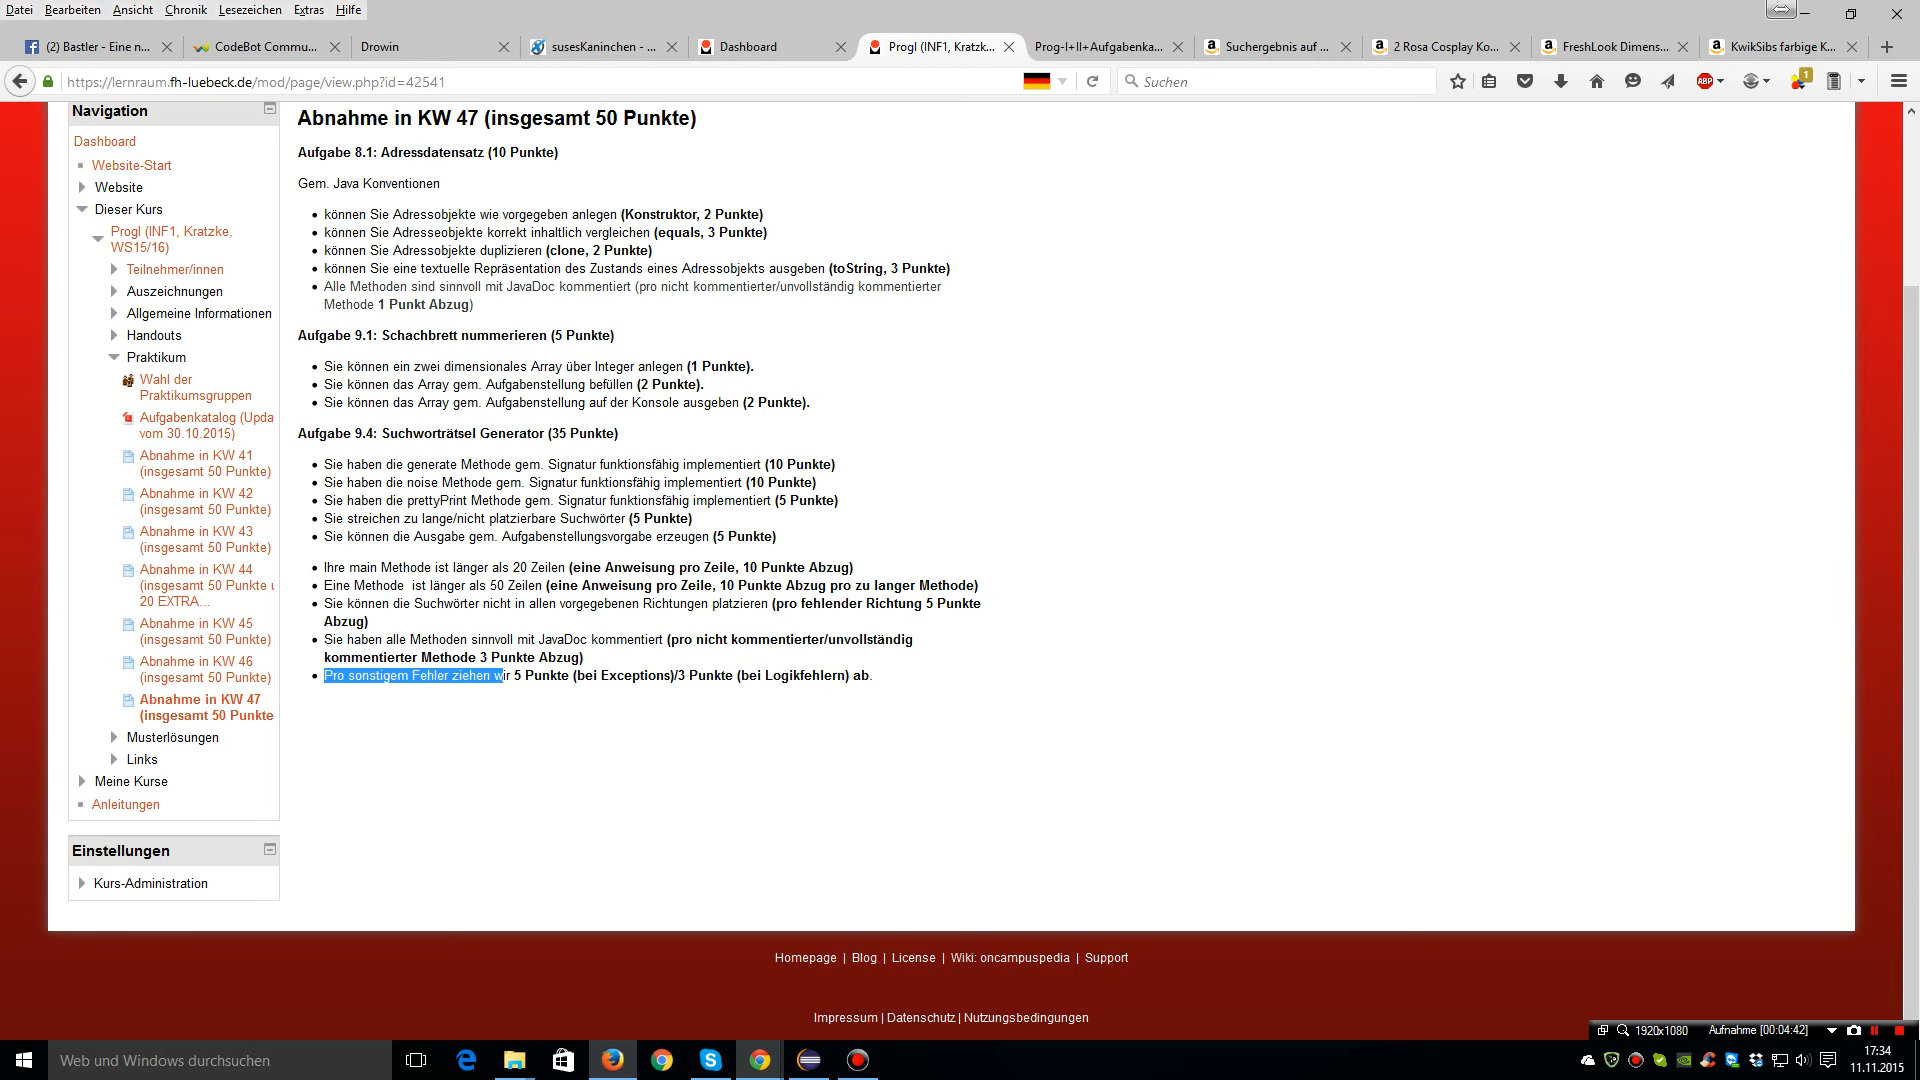 Datei Bearbeiten Ansicht Chronik Lesezeichen Extras Hilfe
(2) Bastler - Eine n... CodeBot Commu... Drowin susesKaninchen - ... Dashboard ProgI (INF1, Kratzk... Prog-I+II+Aufgabenka... Suchergebnis auf ... 2 Rosa Cosplay Ko... FreshLook Dimens... KwikSibs farbige K...
https://lernraum.fh-luebeck.de/mod/page/view.php?id=42541 Suchen ABP 1
Navigation
Dashboard
Website-Start
Website
Dieser Kurs
ProgI (INF1, Kratzke,
WS15/16)
Teilnehmer/innen
Auszeichnungen
Allgemeine Informationen
Handouts
Praktikum
Wahl der
Praktikumsgruppen
Aufgabenkatalog (Upda
vom 30.10.2015)
Abnahme in KW 41
(insgesamt 50 Punkte)
Abnahme in KW 42
(insgesamt 50 Punkte)
Abnahme in KW 43
(insgesamt 50 Punkte)
Abnahme in KW 44
(insgesamt 50 Punkte u
20 EXTRA...
Abnahme in KW 45
(insgesamt 50 Punkte)
Abnahme in KW 46
(insgesamt 50 Punkte)
Abnahme in KW 47
(insgesamt 50 Punkte
Musterlösungen
Links
Meine Kurse
Anleitungen
Einstellungen
Kurs-Administration
Abnahme in KW 47 (insgesamt 50 Punkte)
Aufgabe 8.1: Adressdatensatz (10 Punkte)
Gem. Java Konventionen
können Sie Adressobjekte wie vorgegeben anlegen (Konstruktor, 2 Punkte)
können Sie Adresseobjekte korrekt inhaltlich vergleichen (equals, 3 Punkte)
können Sie Adressobjekte duplizieren (clone, 2 Punkte)
können Sie eine textuelle Repräsentation des Zustands eines Adressobjekts ausgeben (toString, 3 Punkte)
Alle Methoden sind sinnvoll mit JavaDoc kommentiert (pro nicht kommentierter/unvollständig kommentierter
Methode 1 Punkt Abzug)
Aufgabe 9.1: Schachbrett nummerieren (5 Punkte)
Sie können ein zwei dimensionales Array über Integer anlegen (1 Punkte).
Sie können das Array gem. Aufgabenstellung befüllen (2 Punkte).
Sie können das Array gem. Aufgabenstellung auf der Konsole ausgeben (2 Punkte).
Aufgabe 9.4: Suchworträtsel Generator (35 Punkte)
Sie haben die generate Methode gem. Signatur funktionsfähig implementiert (10 Punkte)
Sie haben die noise Methode gem. Signatur funktionsfähig implementiert (10 Punkte)
Sie haben die prettyPrint Methode gem. Signatur funktionsfähig implementiert (5 Punkte)
Sie streichen zu lange/nicht platzierbare Suchwörter (5 Punkte)
Sie können die Ausgabe gem. Aufgabenstellungsvorgabe erzeugen (5 Punkte)
Ihre main Methode ist länger als 20 Zeilen (eine Anweisung pro Zeile, 10 Punkte Abzug)
Eine Methode ist länger als 50 Zeilen (eine Anweisung pro Zeile, 10 Punkte Abzug pro zu langer Methode)
Sie können die Suchwörter nicht in allen vorgegebenen Richtungen platzieren (pro fehlender Richtung 5 Punkte
Abzug)
Sie haben alle Methoden sinnvoll mit JavaDoc kommentiert (pro nicht kommentierter/unvollständig
kommentierter Methode 3 Punkte Abzug)
Pro sonstigem Fehler ziehen wir 5 Punkte (bei Exceptions)/3 Punkte (bei Logikfehlern) ab.
Homepage | Blog | License | Wiki: oncampuspedia | Support
Impressum | Datenschutz | Nutzungsbedingungen
1920x1080 Aufnahme [00:04:42]
Web und Windows durchsuchen
17:34
11.11.2015